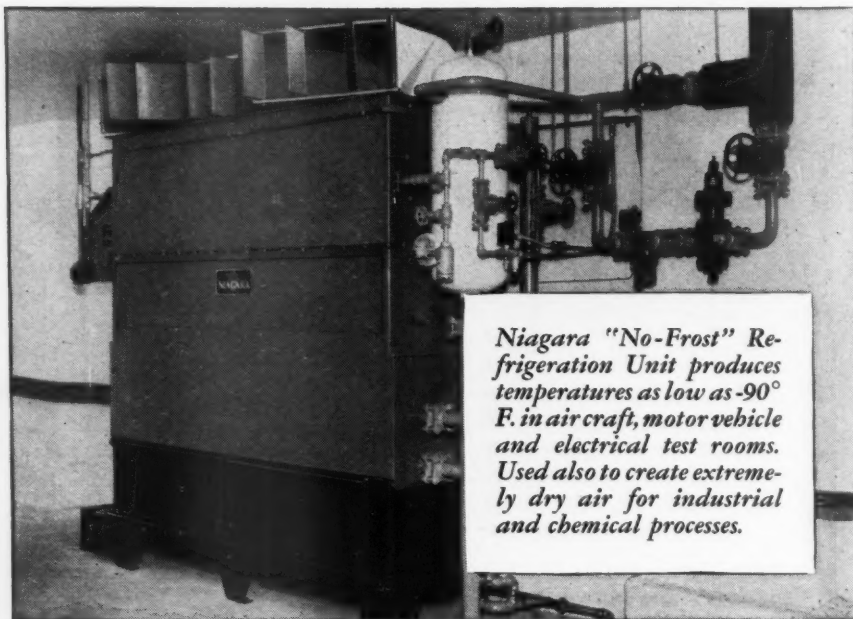 NIAGARA
Niagara "No-Frost" Re-
frigeration Unit produces
temperatures as low as -90°
F. in air craft, motor vehicle
and electrical test rooms.
Used also to create extreme-
ly dry air for industrial
and chemical processes.